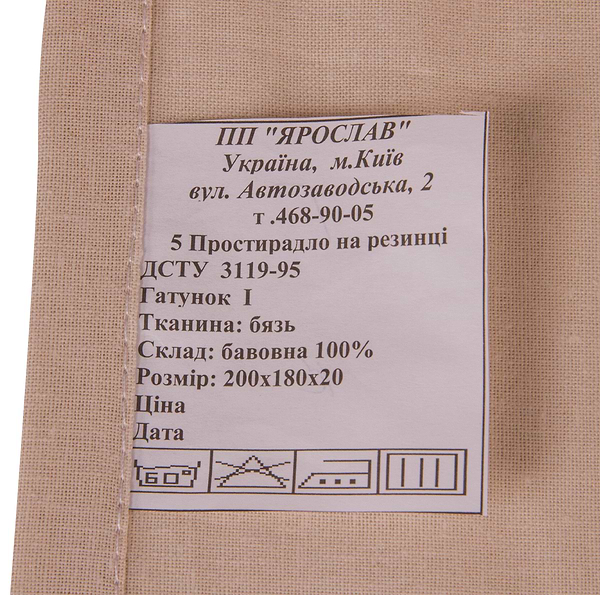 ПП "ЯРОСЛАВ"
Україна, м.Київ
вул. Автозаводська, 2
т .468-90-05
5 Простирадло на резинці
ДСТУ 3119-95
Гатунок I
Тканина: бязь
Склад: бавовна 100%
Розмір: 200х180х20
Ціна
Дата
60°